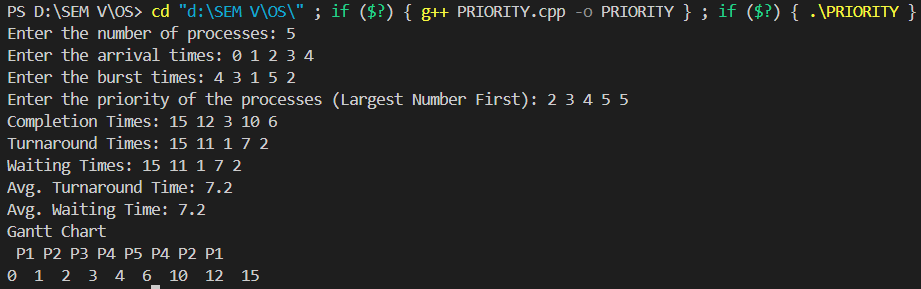 PS D:\SEM V\OS> cd "d:\SEM V\OS\" ; if ($?) { g++ PRIORITY.cpp -o PRIORITY } ; if ($?) { .\PRIORITY }
Enter the number of processes: 5
Enter the arrival times: 0 1 2 3 4
Enter the burst times: 4 3 1 5 2
Enter the priority of the processes (Largest Number First): 2 3 4 5 5
Completion Times: 15 12 3 10 6
Turnaround Times: 15 11 1 7 2
Waiting Times: 15 11 1 7 2
Avg. Turnaround Time: 7.2
Avg. Waiting Time: 7.2
Gantt Chart
 P1 P2 P3 P4 P5 P4 P2 P1
0  1  2  3  4  6  10  12  15